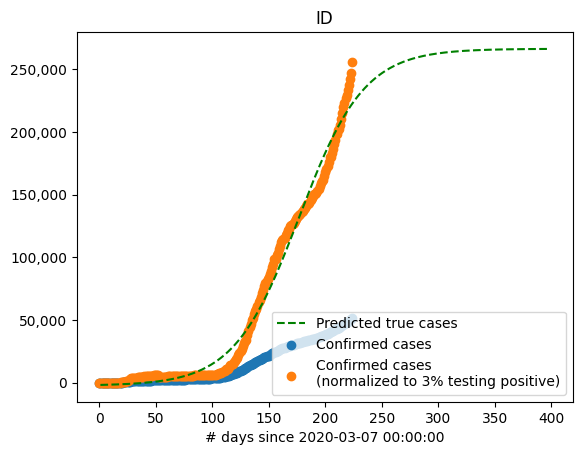 ID
250,000
200,000
150,000
100,000
50,000
0
Predicted true cases
Confirmed cases
Confirmed cases
(normalized to 3% testing positive)
0 50 100 150 200 250 300 350 400
# days since 2020-03-07 00:00:00